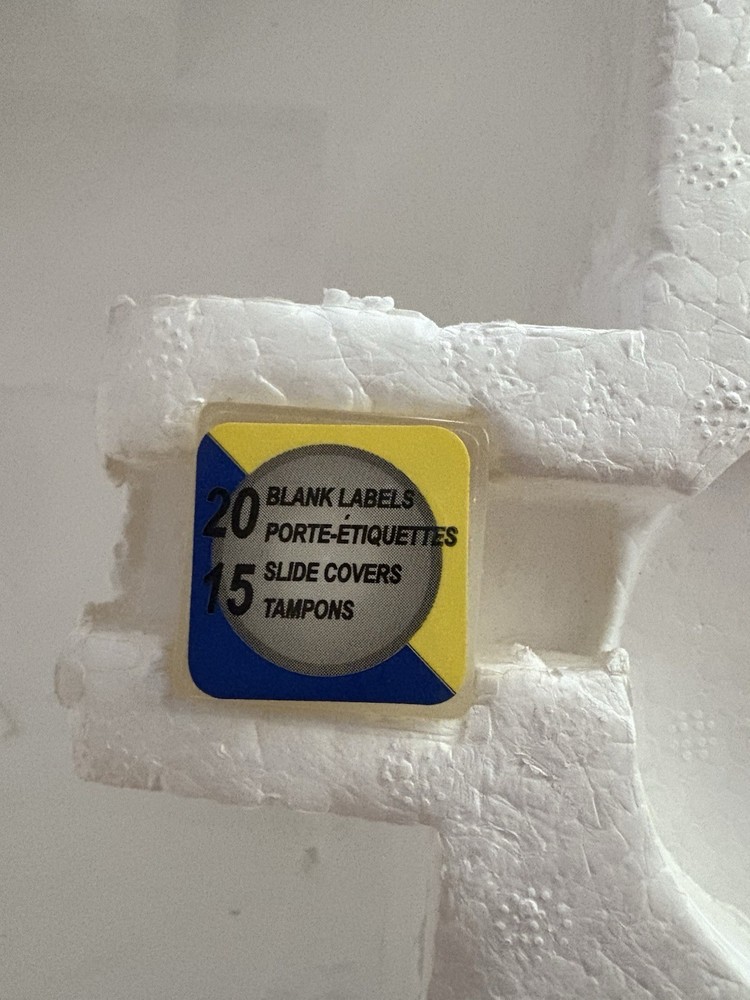 20 BLANK LABELS
PORTE-ÉTIQUETTES
15 SLIDE COVERS
TAMPONS